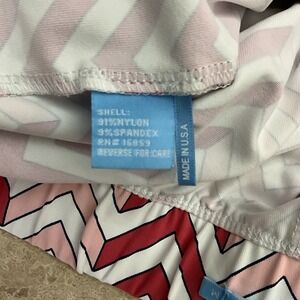 SHELL:
91% NYLON
9% SPANDEX
RN# 16859
REVERSE FOR CARE
MADE IN U.S.A